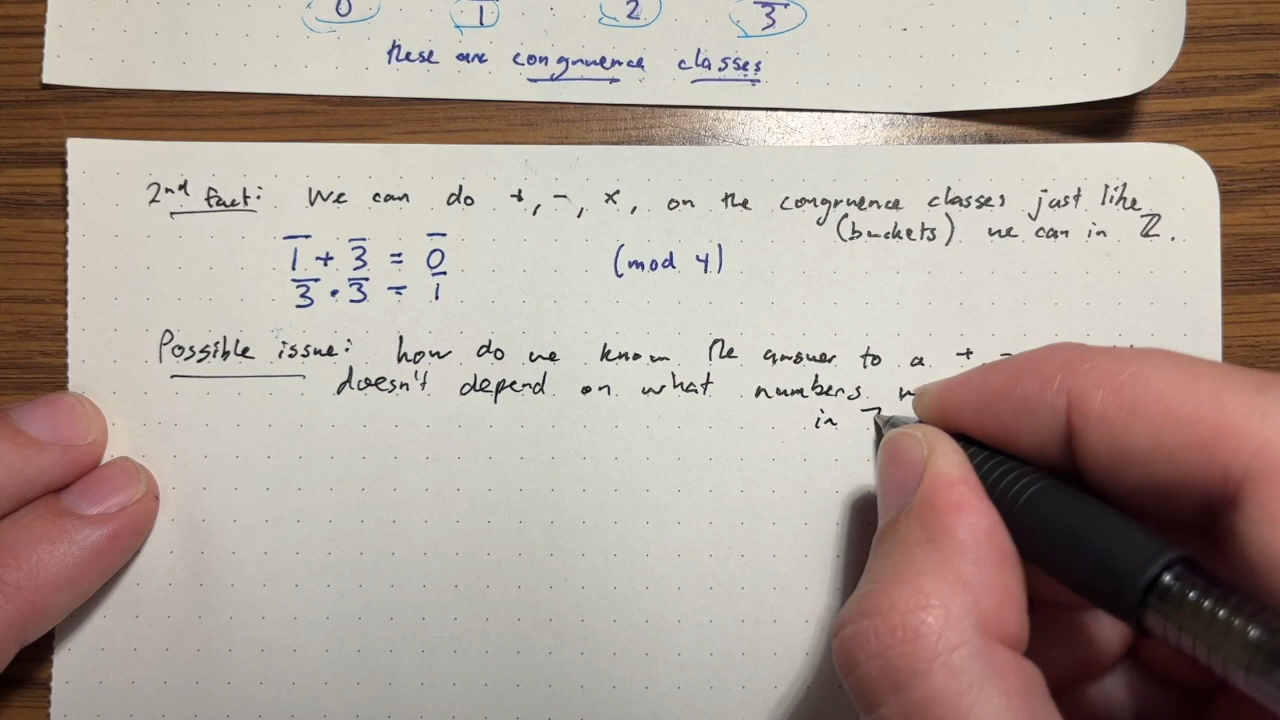 0 1 2 3
these are congruence classes
2nd fact: We can do +, -, ×, on the congruence classes just like
(buckets) we can in ℤ.
1̅ + 3̅ = 0̅ (mod 4)
3̅ · 3̅ = 1̅
Possible issue: how do we know the answer to a +, -
doesn't depend on what numbers
in